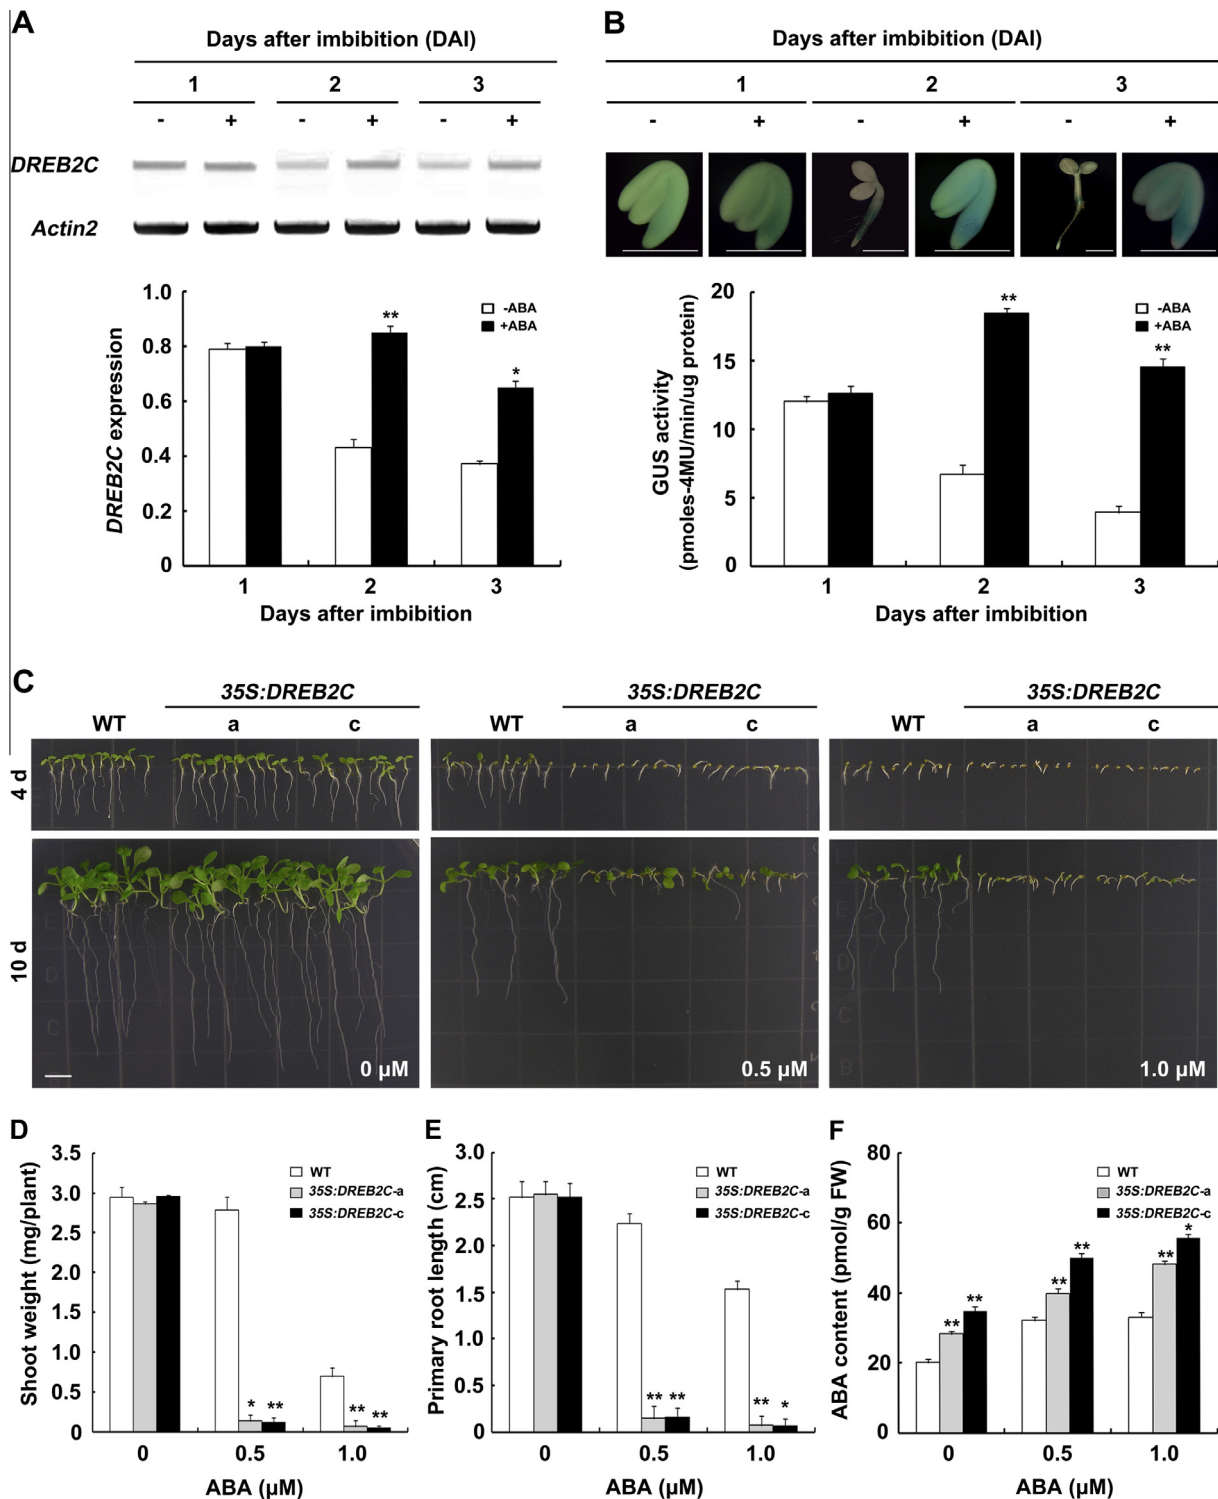 A
Days after imbibition (DAI)
1 2 3
- + - + - +
DREB2C
Actin2
1.0
0.8
0.6
0.4
0.2
0
DREB2C expression
-ABA
+ABA
**
*
1 2 3
Days after imbibition
B
Days after imbibition (DAI)
1 2 3
- + - + - +
20
15
10
5
0
GUS activity
(pmoles-4MU/min/ug protein)
-ABA
+ABA
**
**
1 2 3
Days after imbibition
C
35S:DREB2C 35S:DREB2C 35S:DREB2C
WT a c WT a c WT a c
4 d
10 d
0 µM 0.5 µM 1.0 µM
D
3.5
3.0
2.5
2.0
1.5
1.0
0.5
0
Shoot weight (mg/plant)
WT
35S:DREB2C-a
35S:DREB2C-c
* **
** **
0 0.5 1.0
ABA (µM)
E
3.0
2.5
2.0
1.5
1.0
0.5
0
Primary root length (cm)
WT
35S:DREB2C-a
35S:DREB2C-c
** **
** *
0 0.5 1.0
ABA (µM)
F
80
60
40
20
0
ABA content (pmol/g FW)
WT
35S:DREB2C-a
35S:DREB2C-c
** **
** **
** *
0 0.5 1.0
ABA (µM)